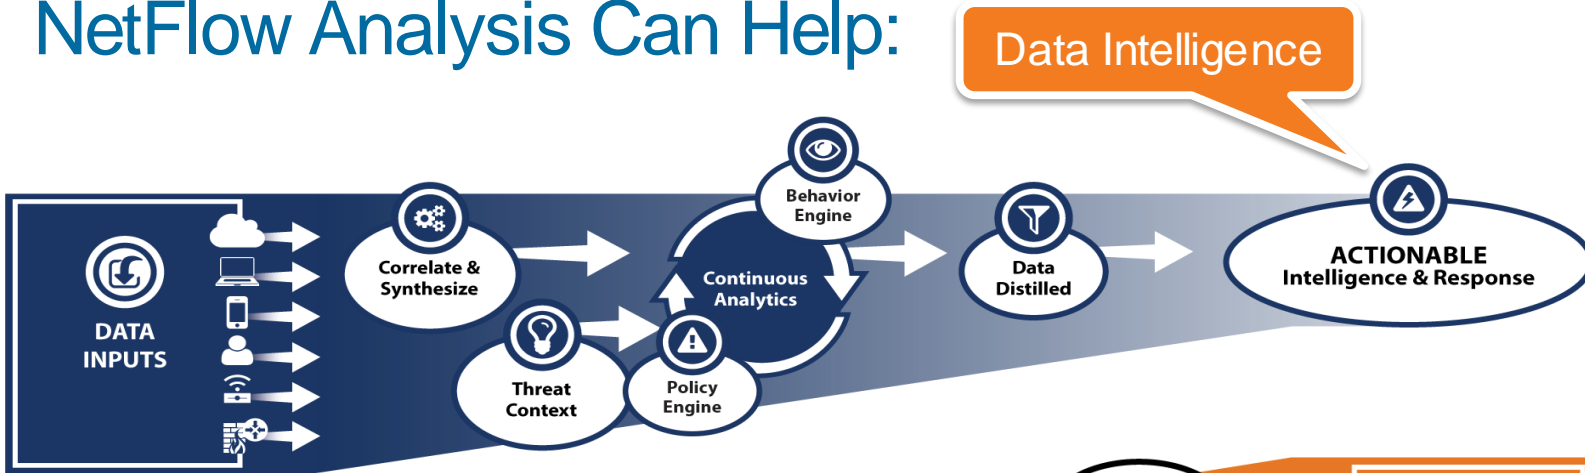 NetFlow Analysis Can Help:
Data Intelligence
DATA
INPUTS
Correlate &
Synthesize
Threat
Context
Behavior
Engine
Continuous
Analytics
Policy
Engine
Data
Distilled
ACTIONABLE
Intelligence & Response